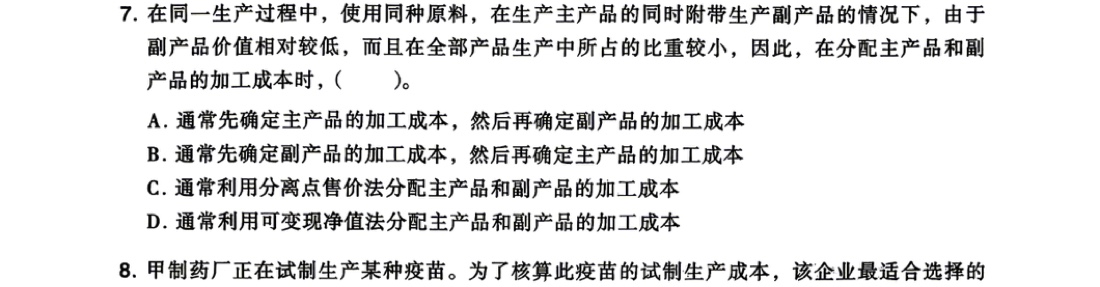 7. 在同一生产过程中，使用同种原料，在生产主产品的同时附带生产副产品的情况下，由于
副产品价值相对较低，而且在全部产品生产中所占的比重较小，因此，在分配主产品和副
产品的加工成本时，(　　)。
A. 通常先确定主产品的加工成本，然后再确定副产品的加工成本
B. 通常先确定副产品的加工成本，然后再确定主产品的加工成本
C. 通常利用分离点售价法分配主产品和副产品的加工成本
D. 通常利用可变现净值法分配主产品和副产品的加工成本
8. 甲制药厂正在试制生产某种疫苗。为了核算此疫苗的试制生产成本，该企业最适合选择的